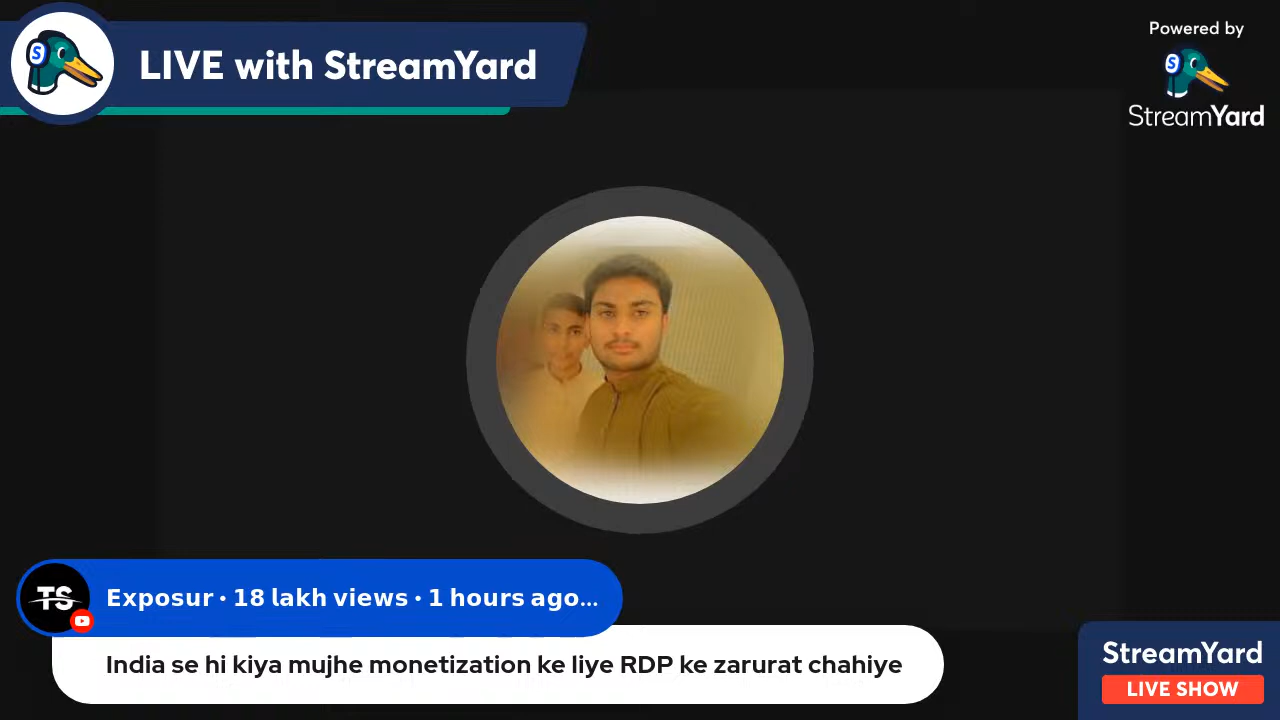 LIVE with StreamYard
Powered by
S
StreamYard
TS
Exposur • 18 lakh views • 1 hours ago...
India se hi kiya mujhe monetization ke liye RDP ke zarurat chahiye
StreamYard
LIVE SHOW